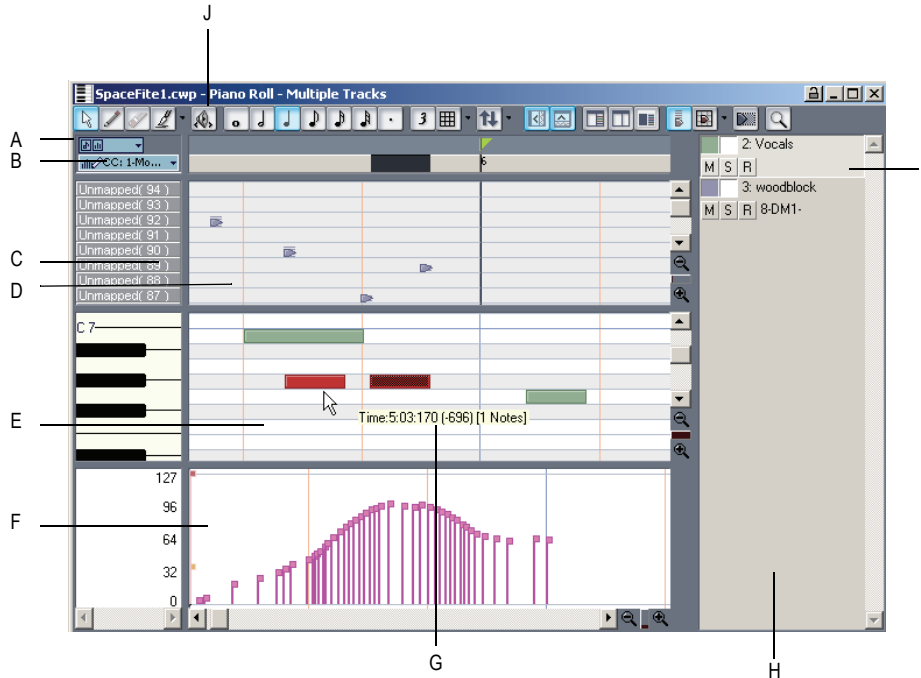 J
SpaceFite1.cwp - Piano Roll - Multiple Tracks
3
A
B
CC: 1-Mo...
6
2: Vocals
M S R
3: woodblock
M S R 8-DM1-
Unmapped( 94 )
Unmapped( 93 )
Unmapped( 92 )
Unmapped( 91 )
Unmapped( 90 )
Unmapped( 89 )
Unmapped( 88 )
Unmapped( 87 )
C
D
C 7
Time:5:03:170 (-696) [1 Notes]
E
127
96
64
32
0
F
G
H